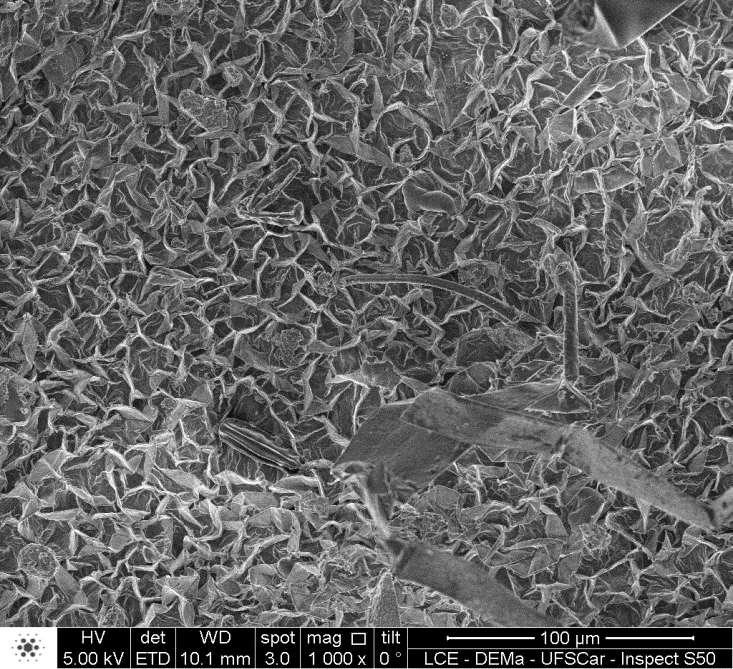 HV det WD spot mag □ tilt 100 µm
5.00 kV ETD 10.1 mm 3.0 1 000 x 0 ° LCE - DEMa - UFSCar - Inspect S50